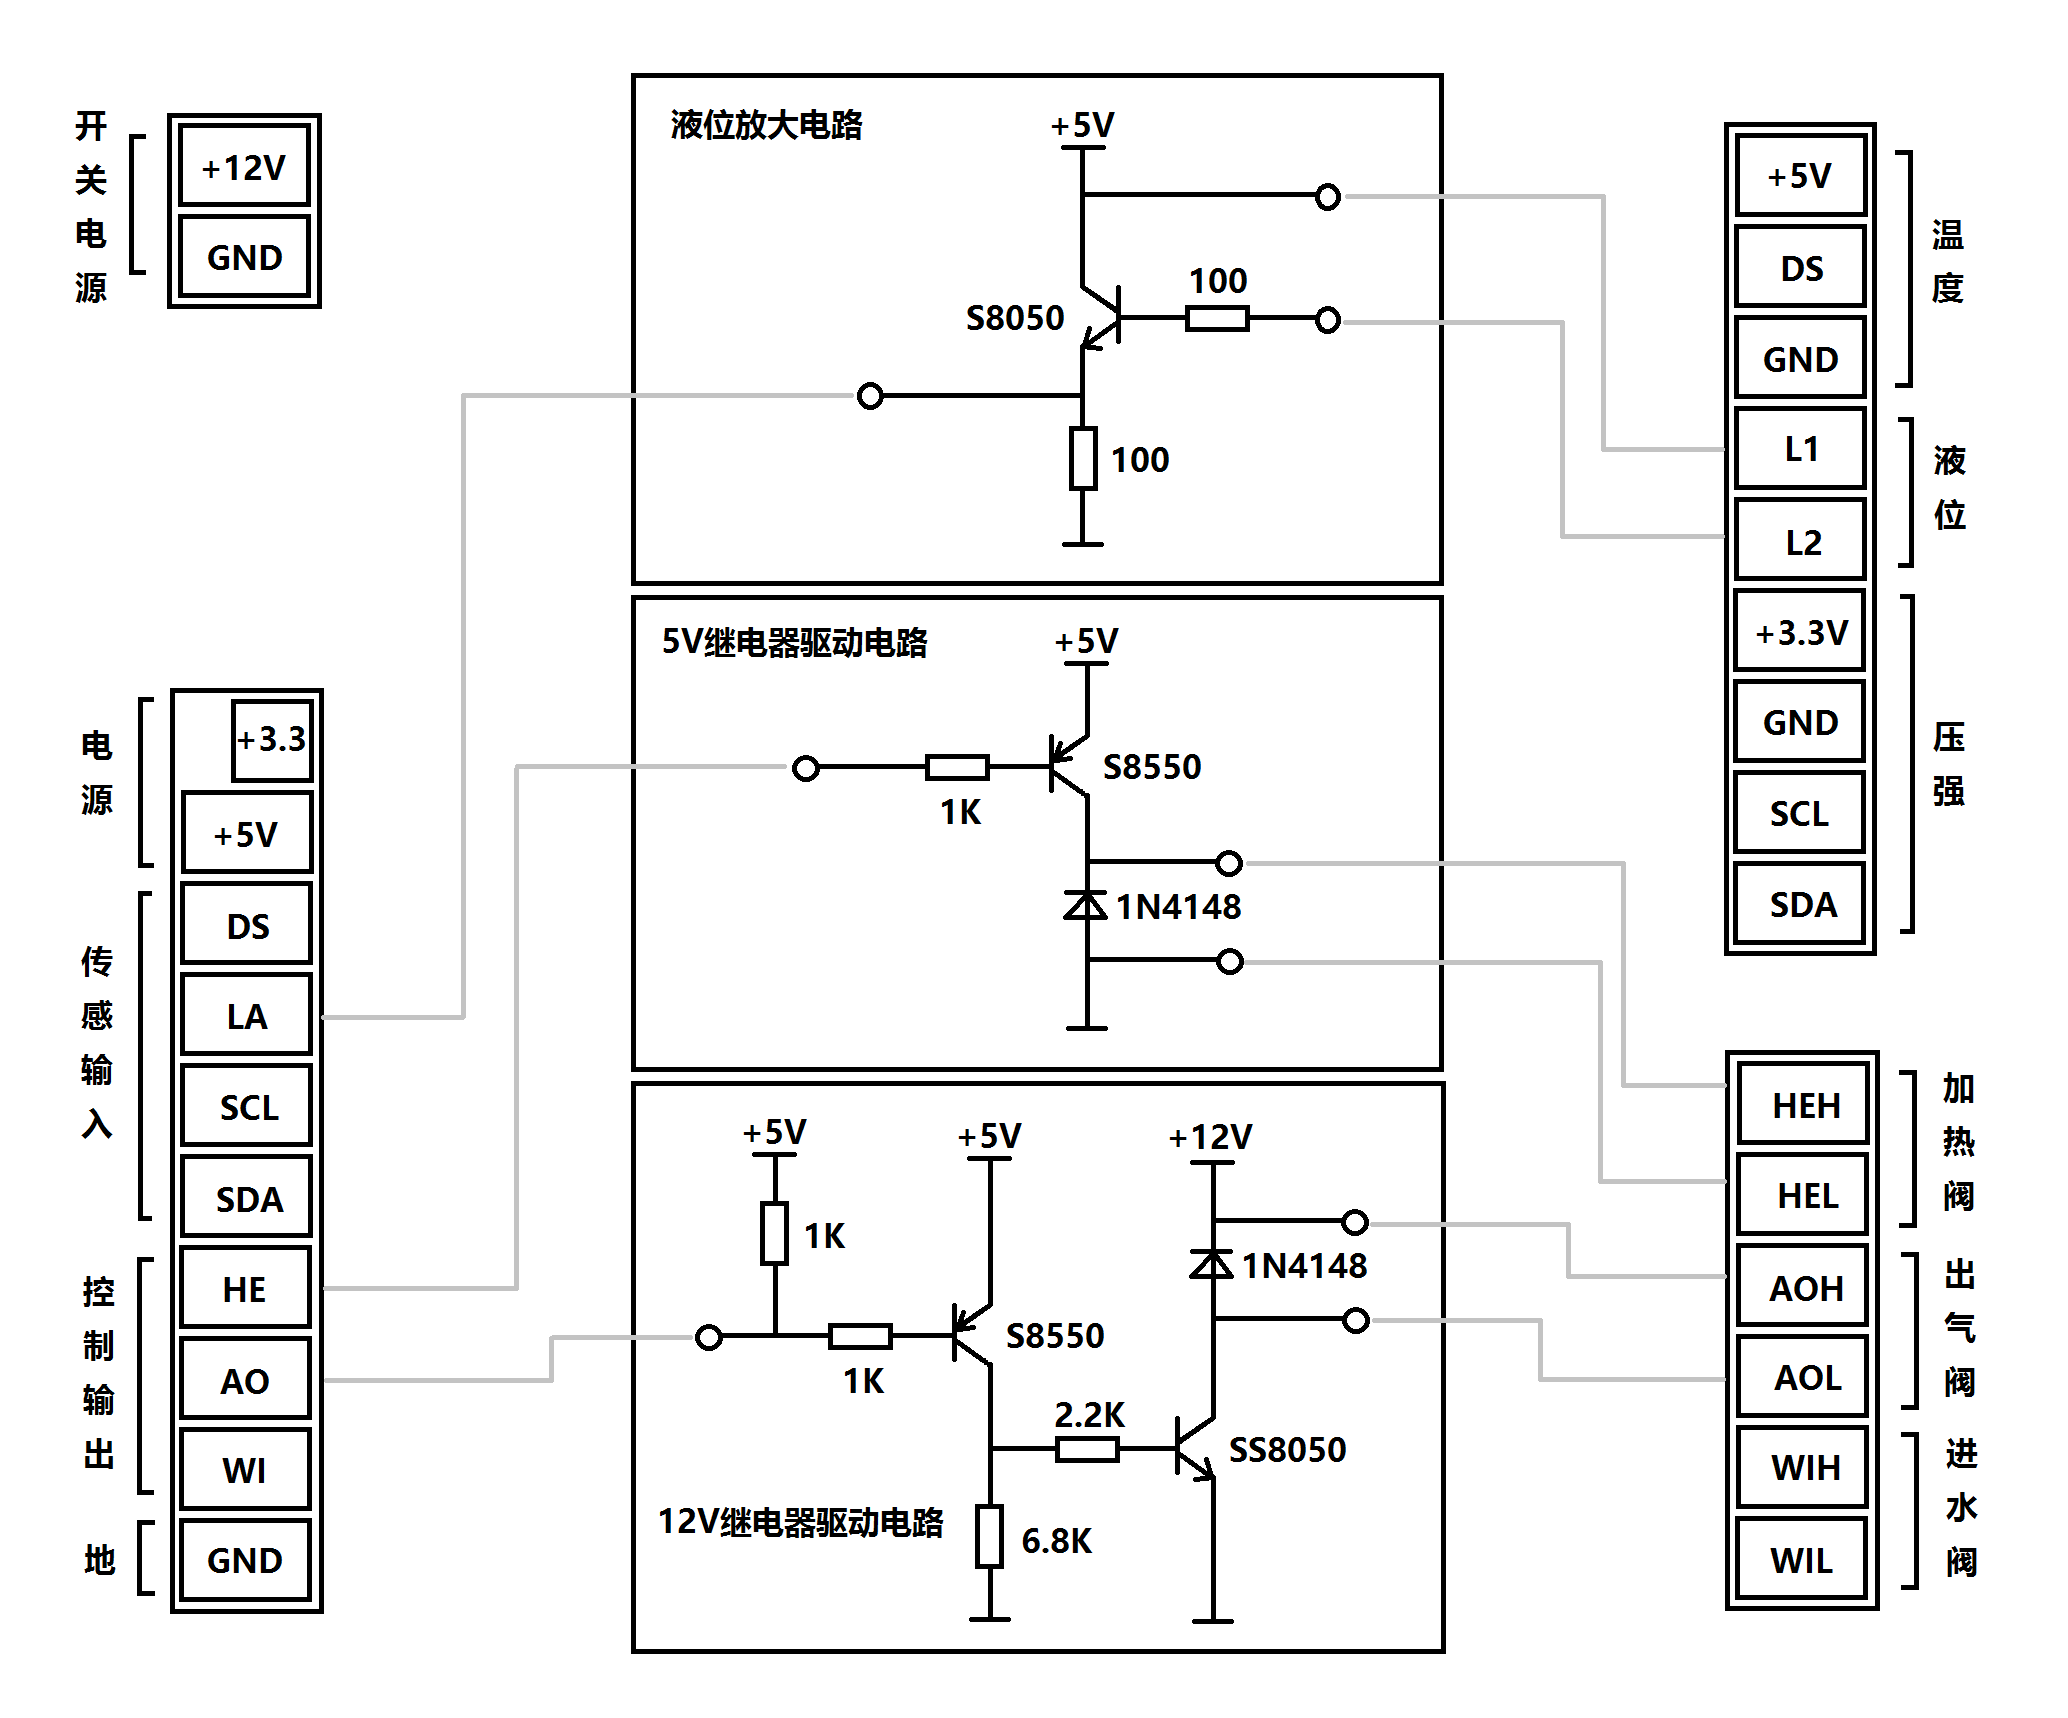 开关电源
+12V
GND
电源
+3.3
+5V
传感输入
DS
LA
SCL
SDA
控制输出
HE
AO
WI
地
GND
液位放大电路
+5V
100
S8050
100
5V继电器驱动电路
+5V
S8550
1K
1N4148
+5V
+5V
+12V
1K
1N4148
S8550
1K
2.2K
SS8050
12V继电器驱动电路
6.8K
+5V
DS
GND
温度
L1
L2
液位
+3.3V
GND
SCL
SDA
压强
HEH
HEL
加热阀
AOH
AOL
出气阀
WIH
WIL
进水阀